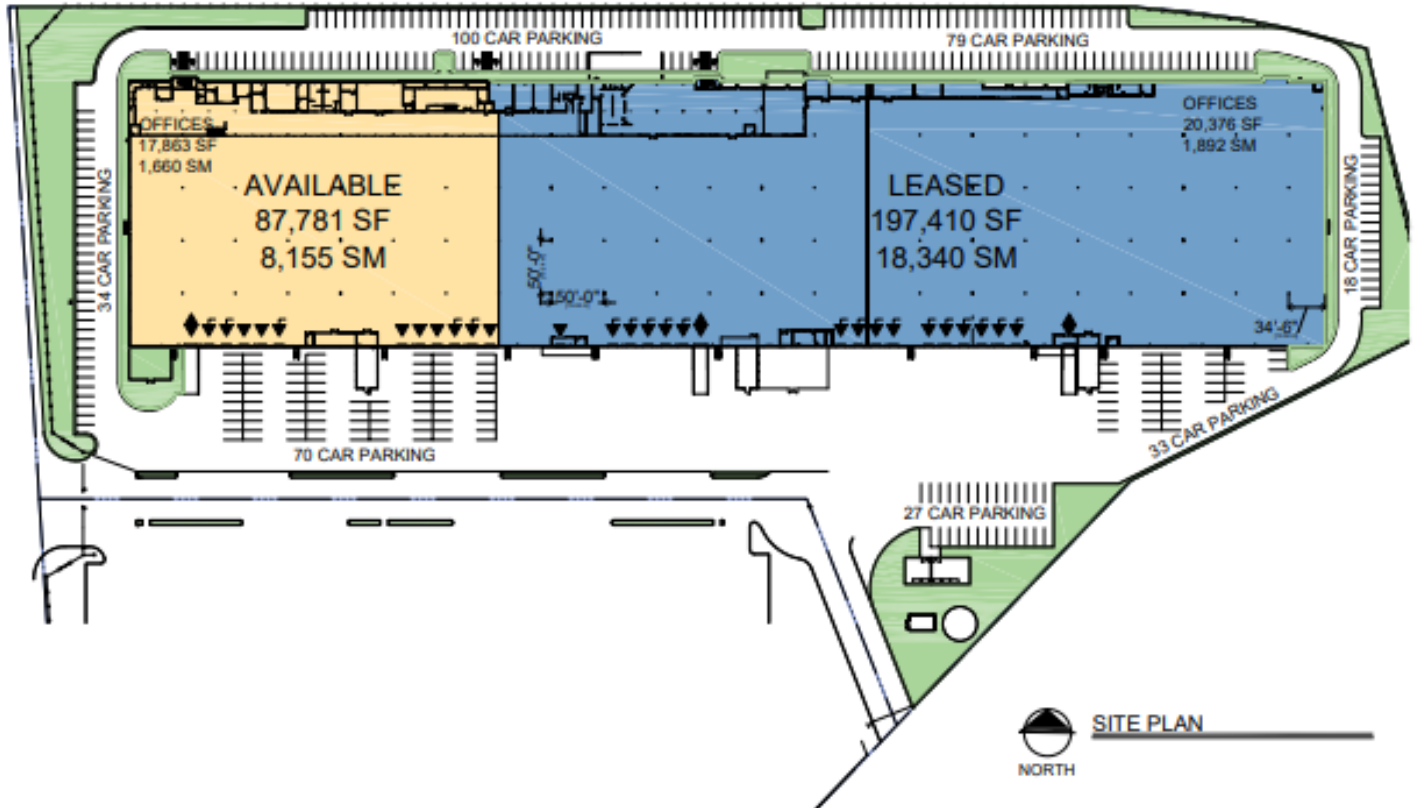 100 CAR PARKING
79 CAR PARKING
OFFICES
17,863 SF
1,660 SM
OFFICES
20,376 SF
1,892 SM
AVAILABLE
87,781 SF
8,155 SM
LEASED
197,410 SF
18,340 SM
34 CAR PARKING
18 CAR PARKING
50'-0"
50'-0"
34'-6"
70 CAR PARKING
33 CAR PARKING
27 CAR PARKING
SITE PLAN
NORTH